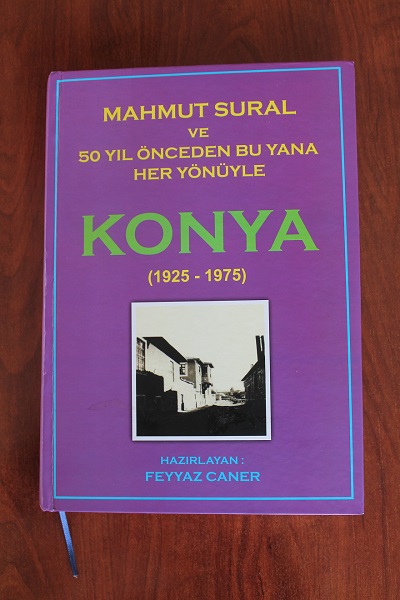 MAHMUT SURAL
VE
50 YIL ÖNCEDEN BU YANA
HER YÖNÜYLE
KONYA
(1925 - 1975)
HAZIRLAYAN :
FEYYAZ CANER